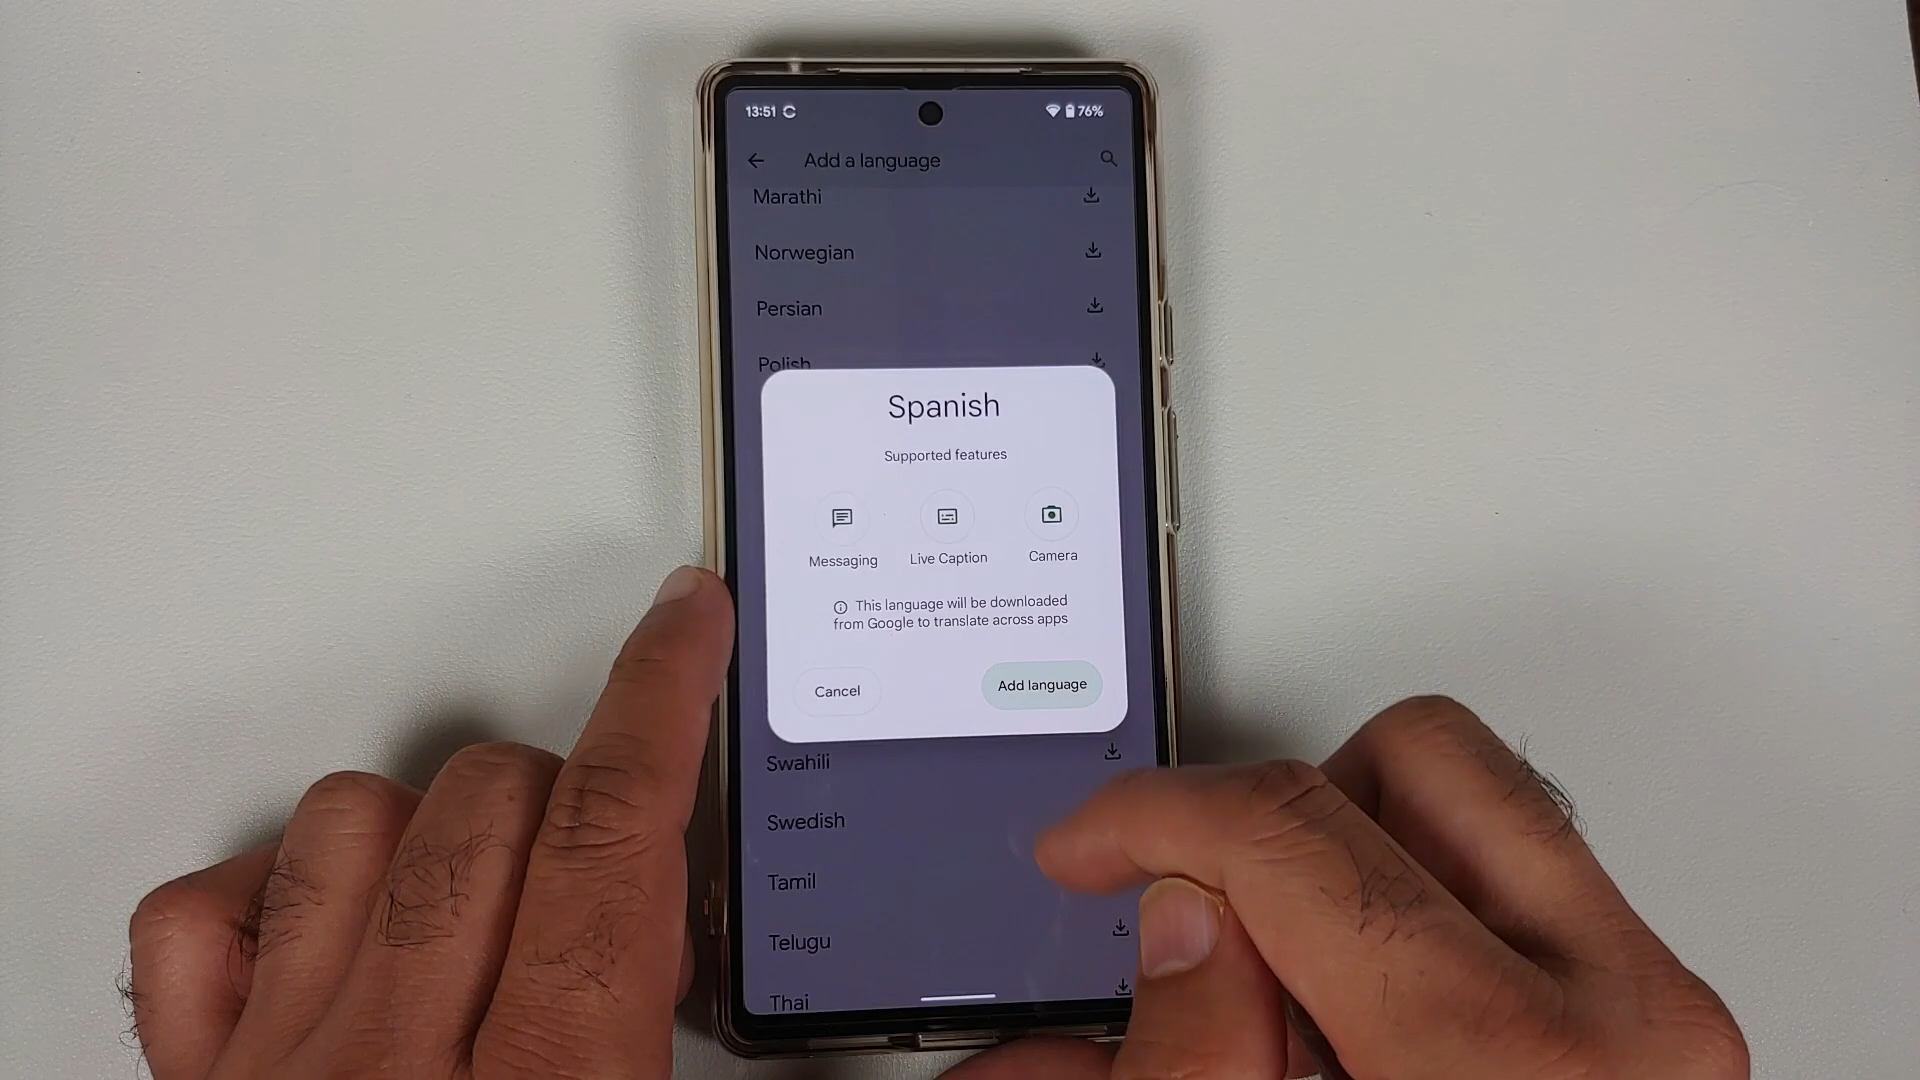 13:51 76%
Add a language
Marathi
Norwegian
Persian
Polish
Spanish
Supported features
Messaging Live Caption Camera
This language will be downloaded
from Google to translate across apps
Cancel Add language
Swahili
Swedish
Tamil
Telugu
Thai